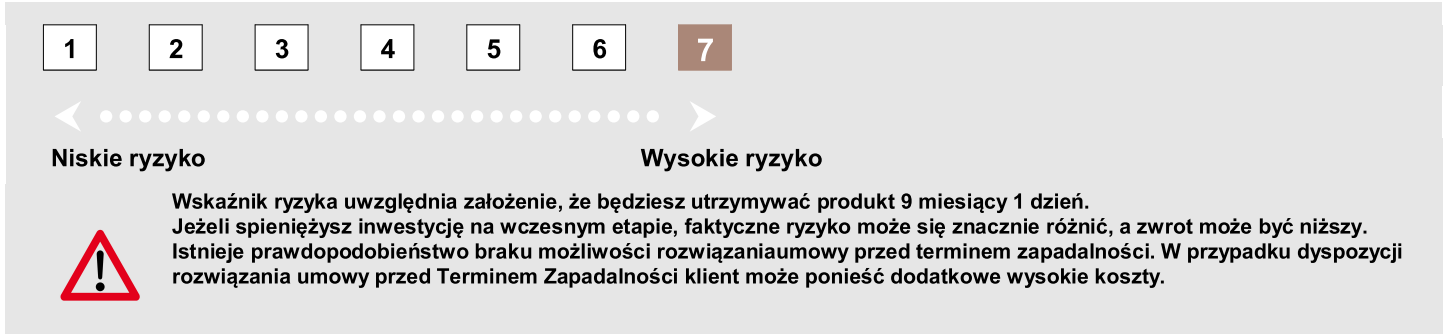 1 2 3 4 5 6 7
Niskie ryzyko Wysokie ryzyko
Wskaźnik ryzyka uwzględnia założenie, że będziesz utrzymywać produkt 9 miesiący 1 dzień.
Jeżeli spieniężysz inwestycję na wczesnym etapie, faktyczne ryzyko może się znacznie różnić, a zwrot może być niższy.
Istnieje prawdopodobieństwo braku możliwości rozwiązaniaumowy przed terminem zapadalności. W przypadku dyspozycji
rozwiązania umowy przed Terminem Zapadalności klient może ponieść dodatkowe wysokie koszty.